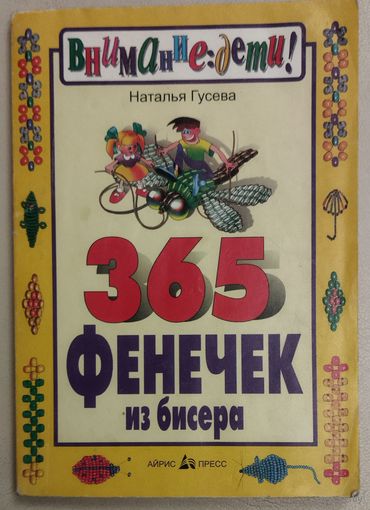 Внимание: дети!
Наталья Гусева
365
ФЕНЕЧЕК
из бисера
АЙРИС ПРЕСС